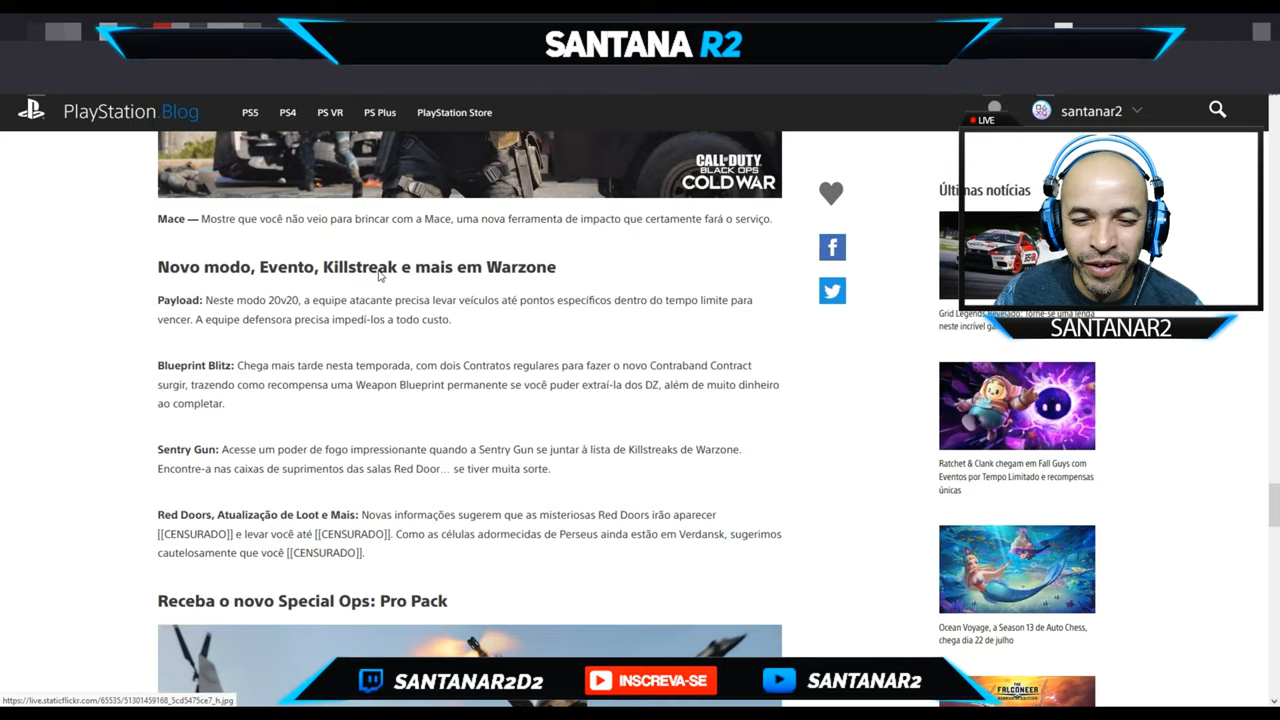 SANTANA R2
PlayStation.Blog
PS5
PS4
PS VR
PS Plus
PlayStation Store
santanar2
LIVE
CALL OF DUTY
BLACK OPS
COLD WAR
Mace — Mostre que você não veio para brincar com a Mace, uma nova ferramenta de impacto que certamente fará o serviço.
Novo modo, Evento, Killstreak e mais em Warzone
Payload: Neste modo 20v20, a equipe atacante precisa levar veículos até pontos específicos dentro do tempo limite para
vencer. A equipe defensora precisa impedí-los a todo custo.
Blueprint Blitz: Chega mais tarde nesta temporada, com dois Contratos regulares para fazer o novo Contraband Contract
surgir, trazendo como recompensa uma Weapon Blueprint permanente se você puder extraí-la dos DZ, além de muito dinheiro
ao completar.
Sentry Gun: Acesse um poder de fogo impressionante quando a Sentry Gun se juntar à lista de Killstreaks de Warzone.
Encontre-a nas caixas de suprimentos das salas Red Door… se tiver muita sorte.
Red Doors, Atualização de Loot e Mais: Novas informações sugerem que as misteriosas Red Doors irão aparecer
[[CENSURADO]] e levar você até [[CENSURADO]]. Como as células adormecidas de Perseus ainda estão em Verdansk, sugerimos
cautelosamente que você [[CENSURADO]].
Receba o novo Special Ops: Pro Pack
Últimas notícias
Grid Legends Revelado: Torne-se uma lenda
neste incrível
SANTANAR2
Ratchet & Clank chegam em Fall Guys com
Eventos por Tempo Limitado e recompensas
únicas
Ocean Voyage, a Season 13 de Auto Chess,
chega dia 22 de julho
THE
FALCONEER
SANTANAR2D2
INSCREVA-SE
SANTANAR2
https://live.staticflickr.com/65535/51301459168_5cd5475ce7_h.jpg